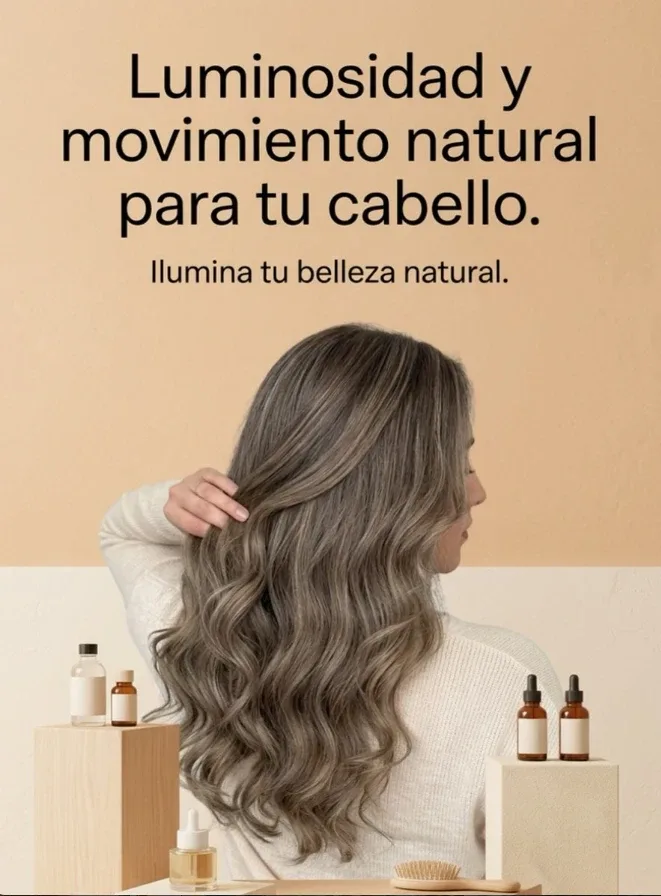 Luminosidad y
movimiento natural
para tu cabello.
Ilumina tu belleza natural.